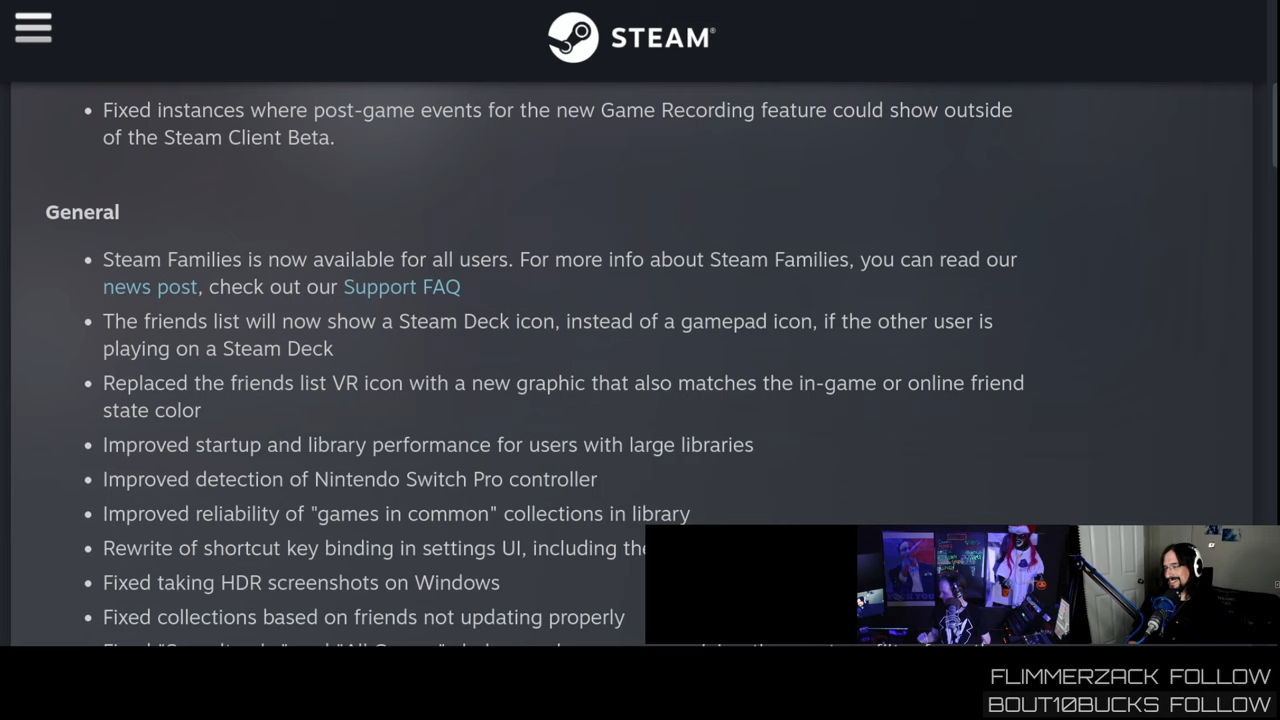 STEAM®
• Fixed instances where post-game events for the new Game Recording feature could show outside
of the Steam Client Beta.
General
• Steam Families is now available for all users. For more info about Steam Families, you can read our
news post, check out our Support FAQ
• The friends list will now show a Steam Deck icon, instead of a gamepad icon, if the other user is
playing on a Steam Deck
• Replaced the friends list VR icon with a new graphic that also matches the in-game or online friend
state color
• Improved startup and library performance for users with large libraries
• Improved detection of Nintendo Switch Pro controller
• Improved reliability of "games in common" collections in library
• Rewrite of shortcut key binding in settings UI, including the
• Fixed taking HDR screenshots on Windows
• Fixed collections based on friends not updating properly
FLIMMERZACK FOLLOW
BOUT10BUCKS FOLLOW